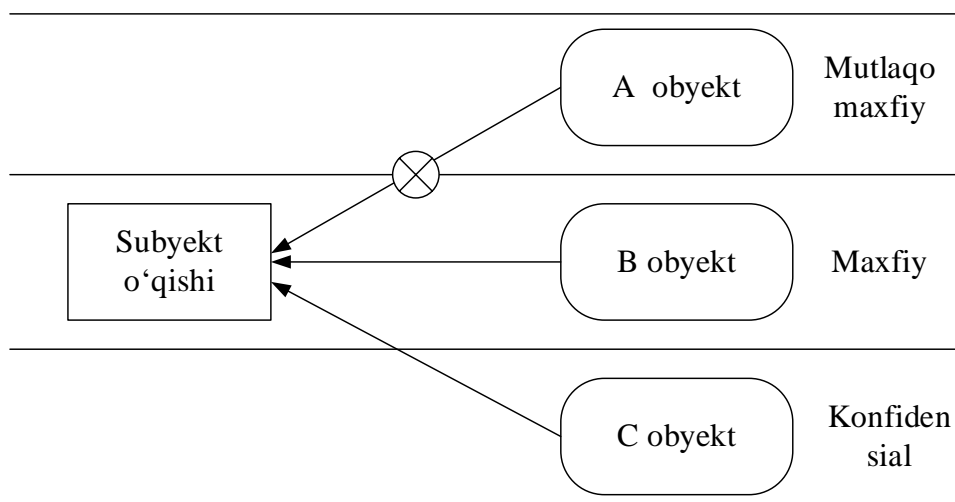 A obyekt
Mutlaqo
maxfiy
Subyekt
o‘qishi
B obyekt
Maxfiy
C obyekt
Konfiden
sial